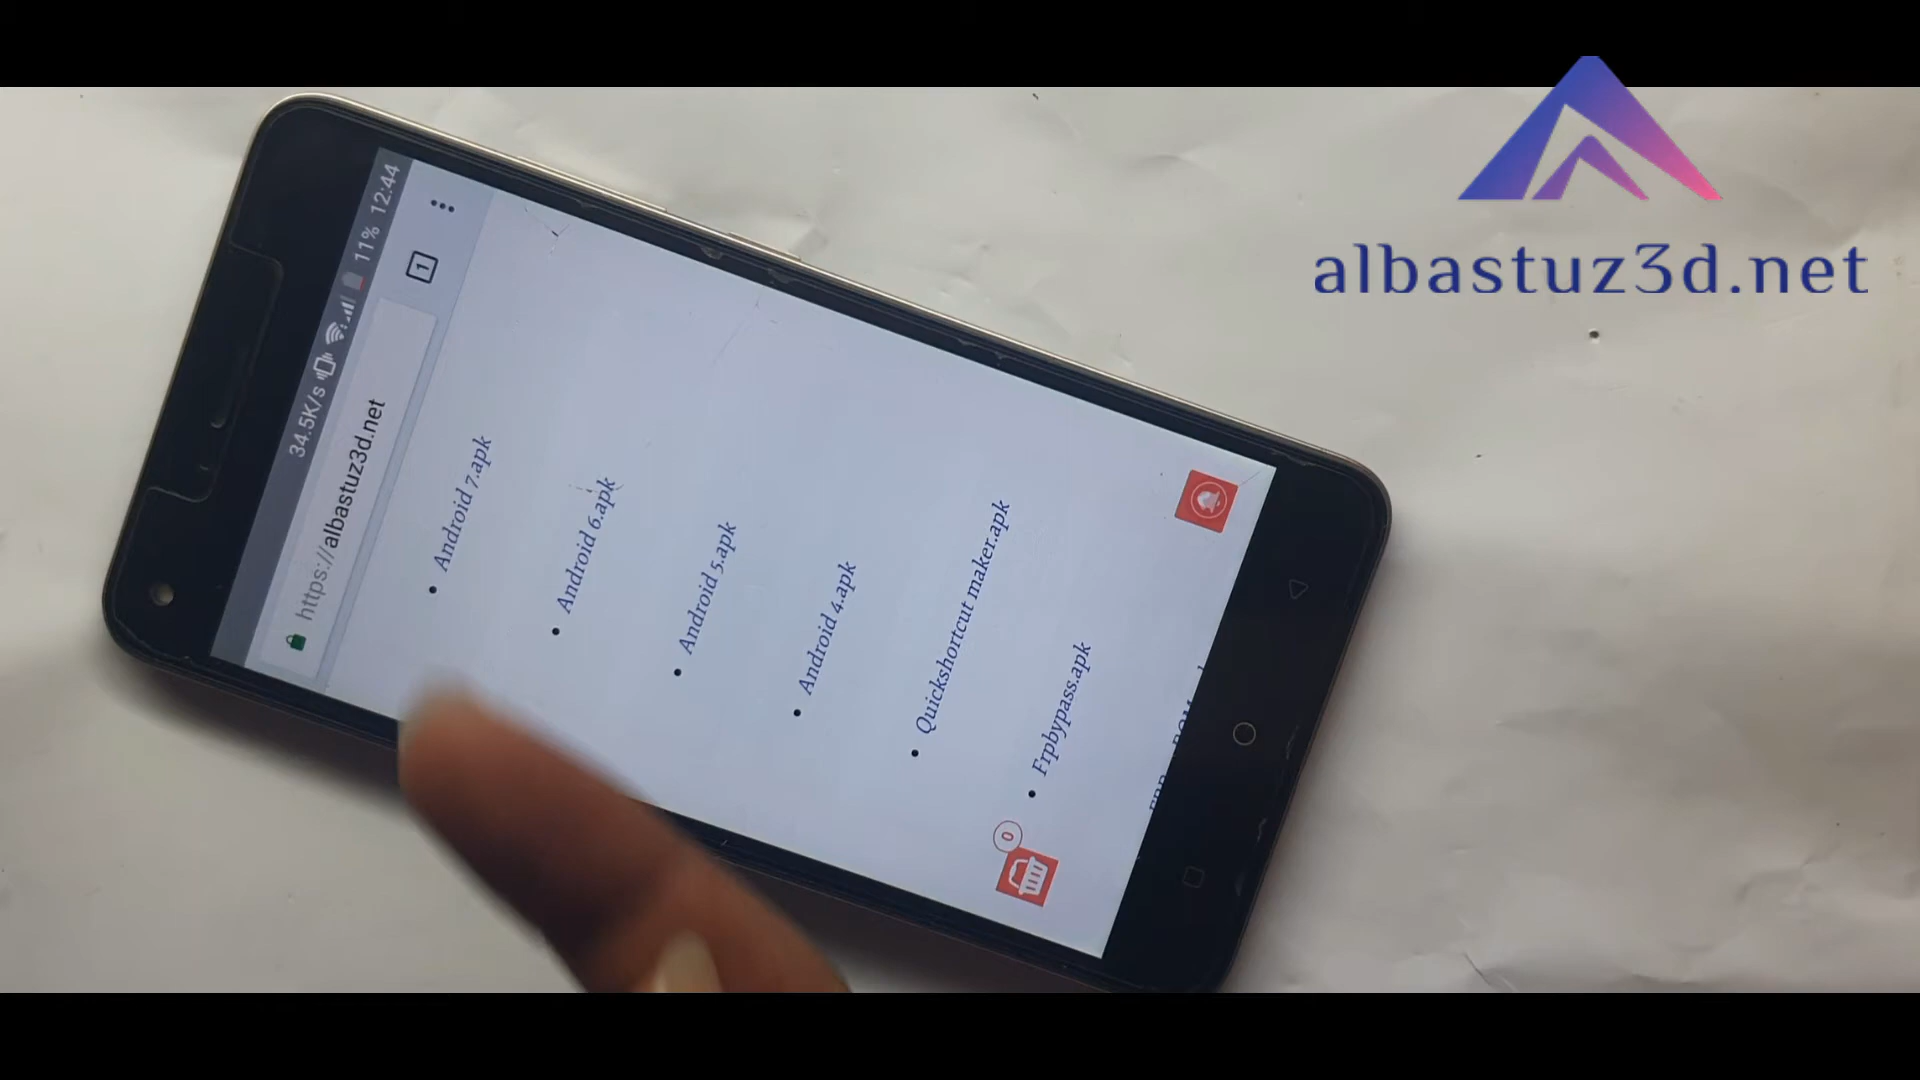 albastuz3d.net
34.5K/s 11% 12:44
https://albastuz3d.net
1
Android 7.apk
Android 6.apk
Android 5.apk
Android 4.apk
Quickshortcut maker.apk
Frpbypass.apk
0